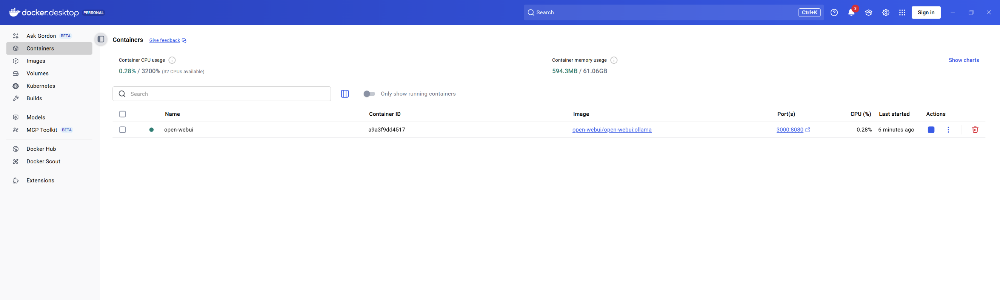 docker.desktop PERSONAL
Search Ctrl+K 3 Sign in
Ask Gordon BETA
Containers
Images
Volumes
Kubernetes
Builds
Models
MCP Toolkit BETA
Docker Hub
Docker Scout
Extensions
Containers Give feedback
Container CPU usage
0.28% / 3200% (32 CPUs available)
Container memory usage
594.3MB / 61.06GB
Show charts
Search Only show running containers
Name Container ID Image Port(s) CPU (%) Last started Actions
open-webui a9a3f9dd4517 open-webui/open-webui:ollama 3000:8080 0.28% 6 minutes ago